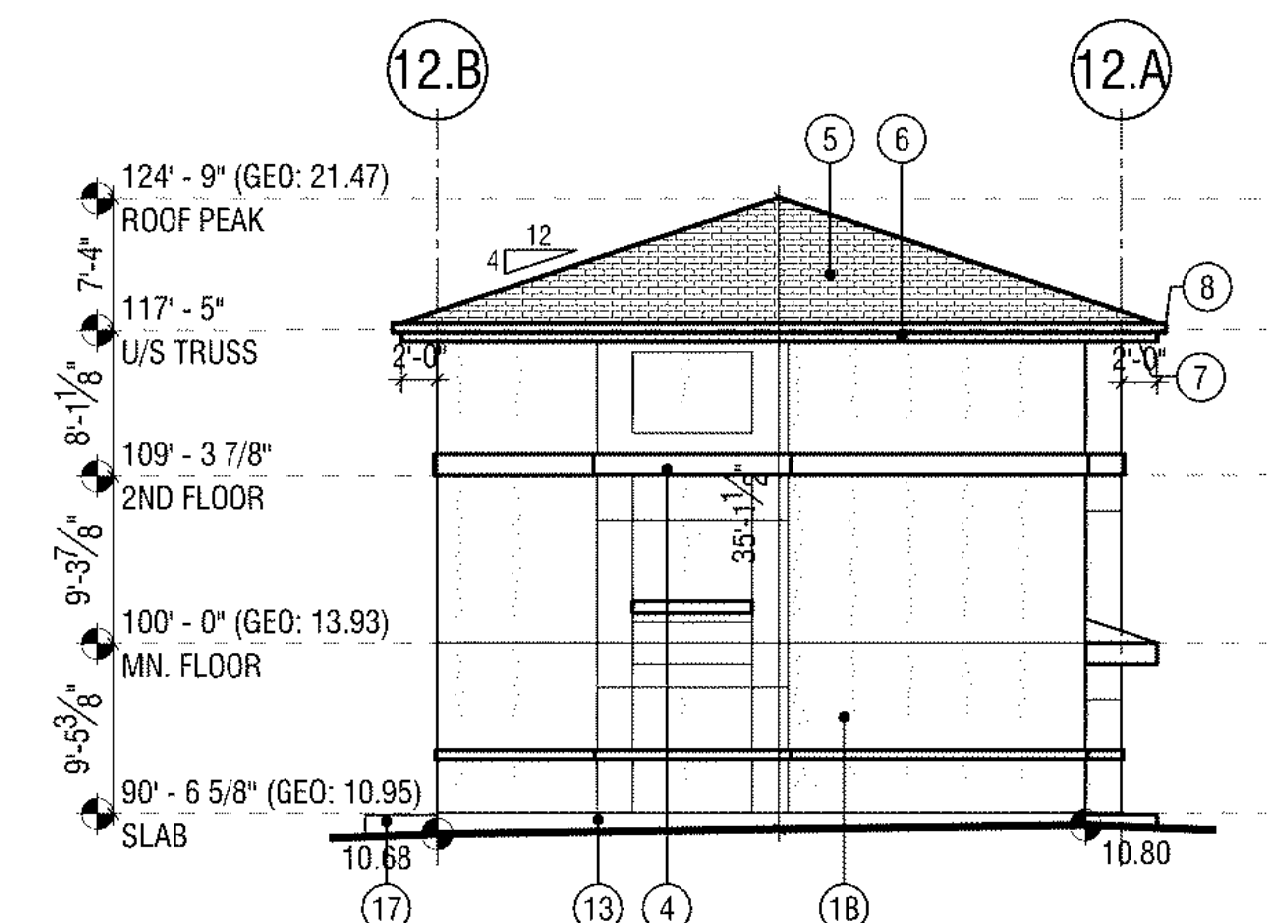 12.B
12.A
5
6
124' - 9" (GEO: 21.47)
ROOF PEAK
12
4
7'-4"
8
117' - 5"
U/S TRUSS
2'-0"
2'-0"
7
8'-1 1/8"
109' - 3 7/8"
2ND FLOOR
35'-1 1/2"
9'-3 7/8"
100' - 0" (GEO: 13.93)
MN. FLOOR
9'-5 3/8"
90' - 6 5/8" (GEO: 10.95)
SLAB
10.68
10.80
17
13
4
1B